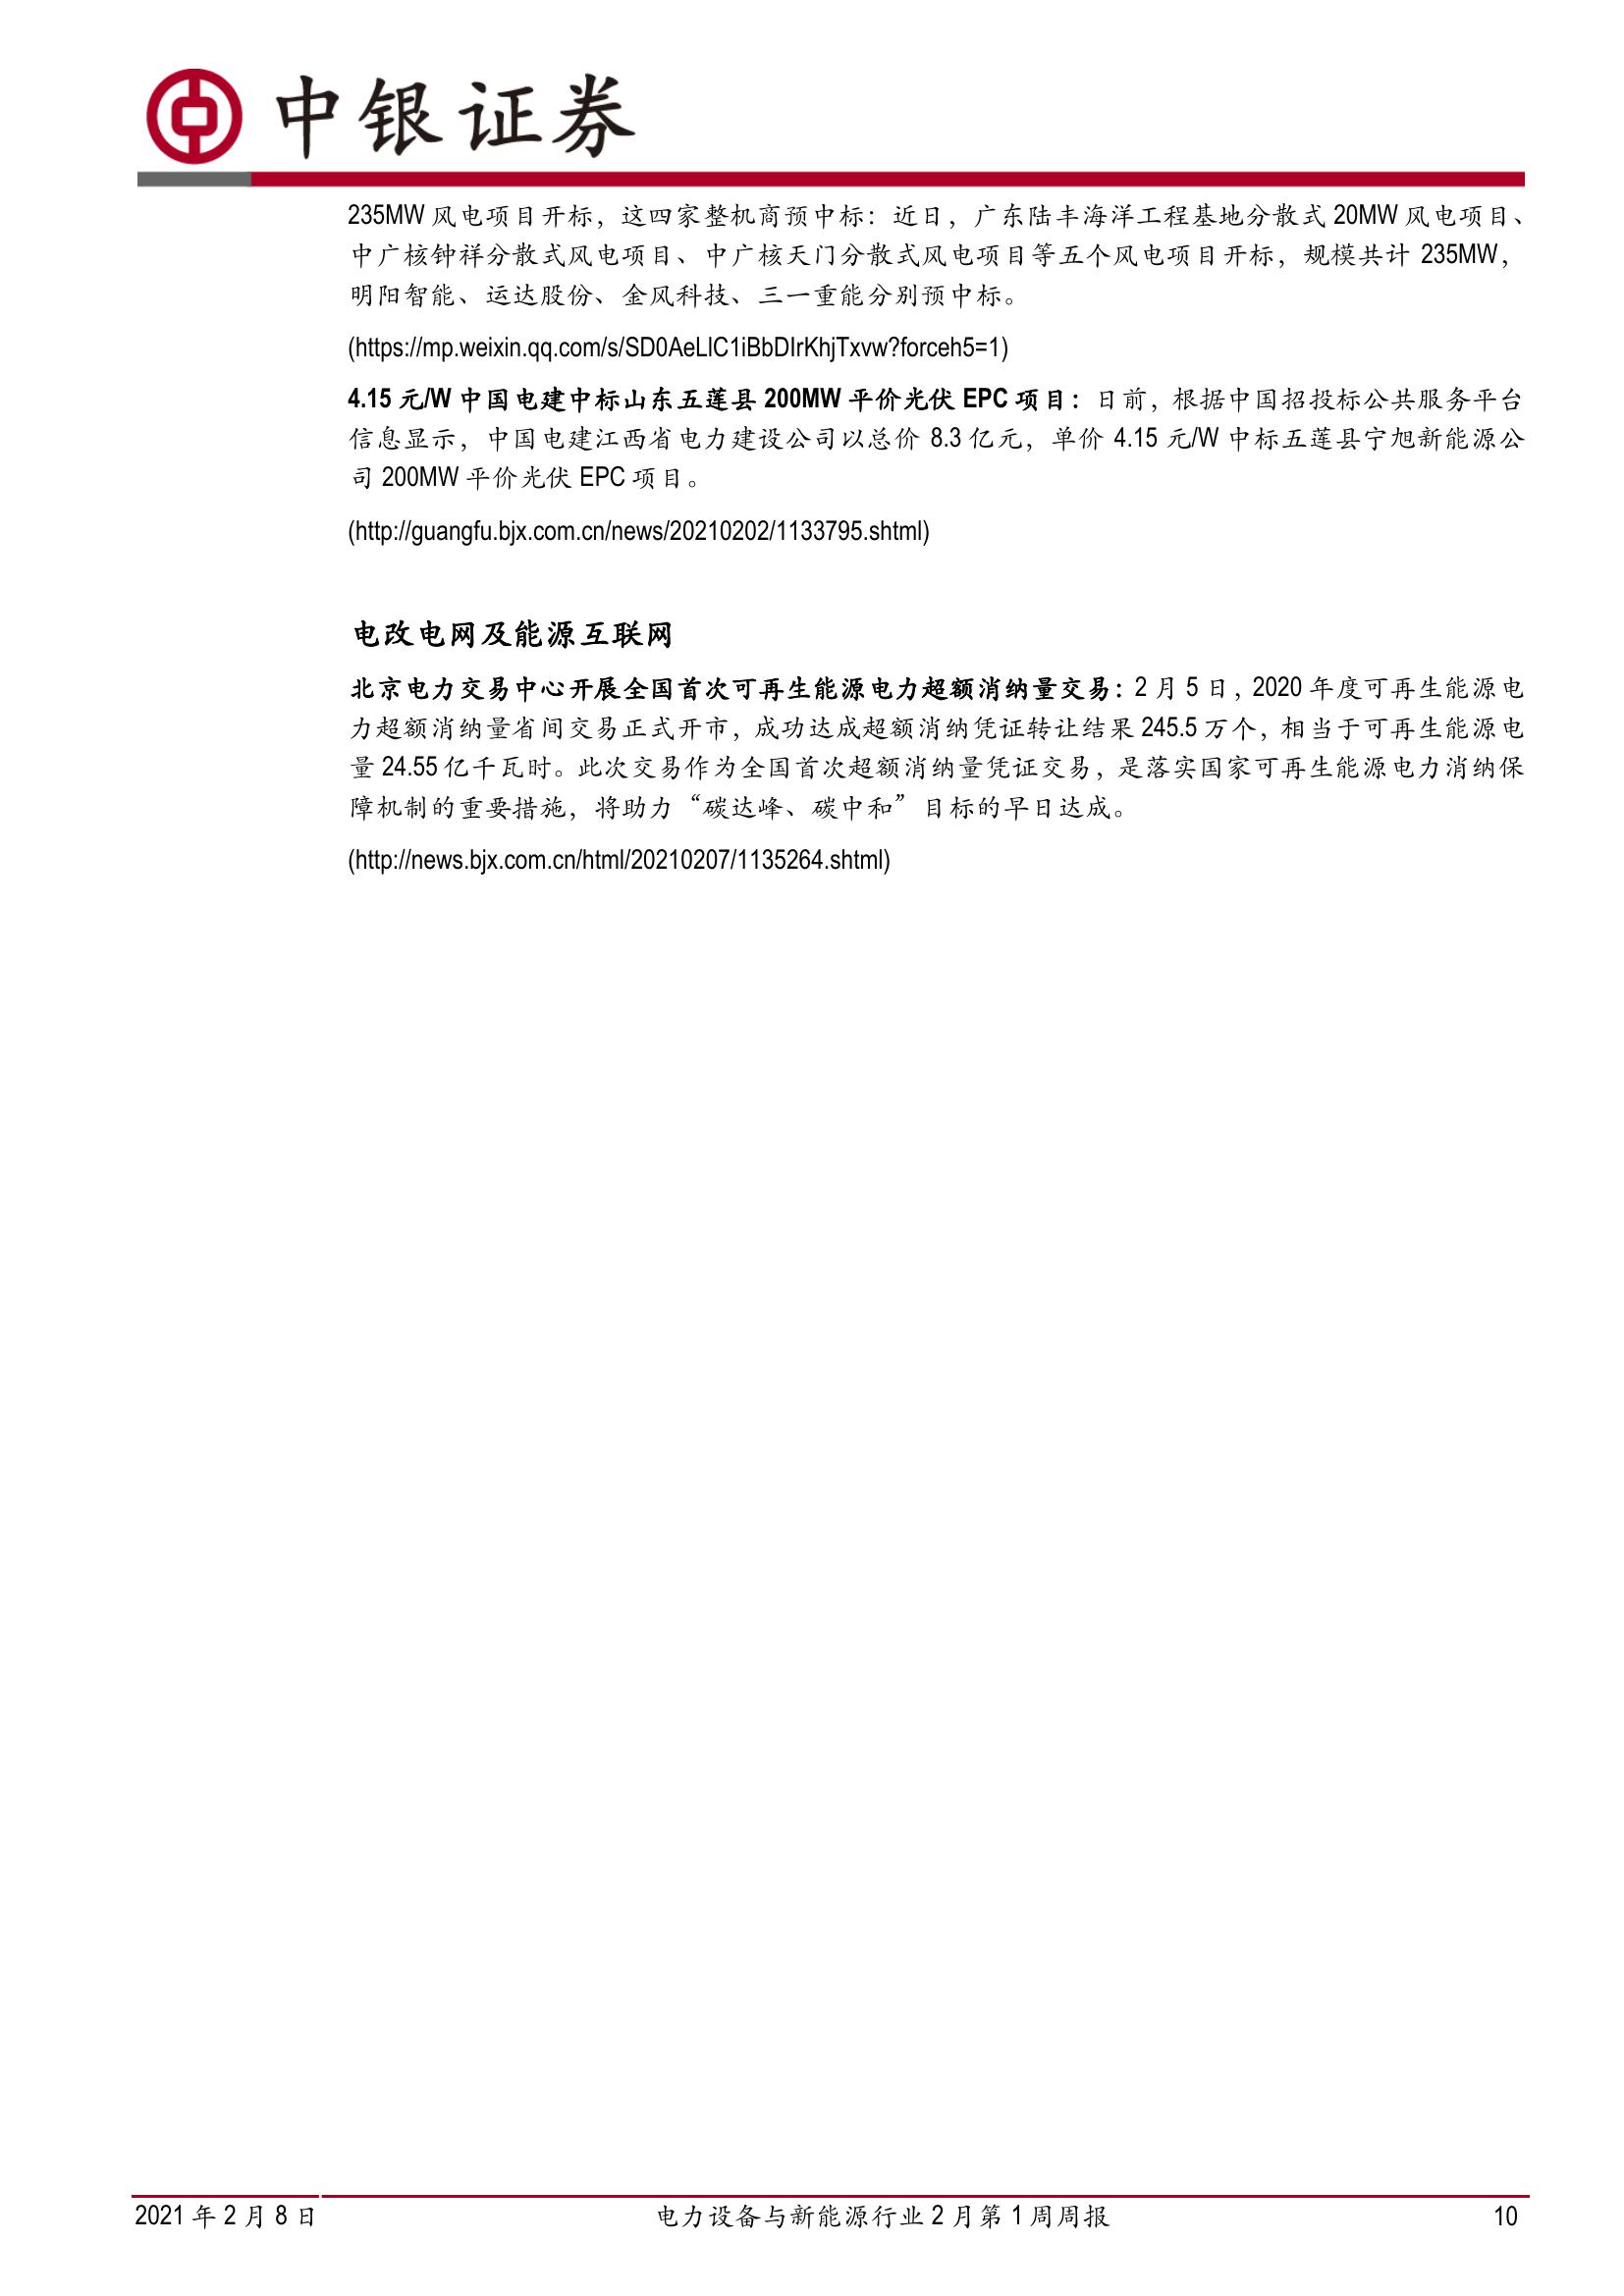 中银证券
235MW 风电项目开标，这四家整机商预中标：近日，广东陆丰海洋工程基地分散式 20MW 风电项目、
中广核钟祥分散式风电项目、中广核天门分散式风电项目等五个风电项目开标，规模共计 235MW，
明阳智能、运达股份、金风科技、三一重能分别预中标。
(https://mp.weixin.qq.com/s/SD0AeLlC1iBbDIrKhjTxvw?forceh5=1)
4.15 元/W 中国电建中标山东五莲县 200MW 平价光伏 EPC 项目：日前，根据中国招投标公共服务平台
信息显示，中国电建江西省电力建设公司以总价 8.3 亿元，单价 4.15 元/W 中标五莲县宁旭新能源公
司 200MW 平价光伏 EPC 项目。
(http://guangfu.bjx.com.cn/news/20210202/1133795.shtml)
电改电网及能源互联网
北京电力交易中心开展全国首次可再生能源电力超额消纳量交易：2 月 5 日，2020 年度可再生能源电
力超额消纳量省间交易正式开市，成功达成超额消纳凭证转让结果 245.5 万个，相当于可再生能源电
量 24.55 亿千瓦时。此次交易作为全国首次超额消纳量凭证交易，是落实国家可再生能源电力消纳保
障机制的重要措施，将助力“碳达峰、碳中和”目标的早日达成。
(http://news.bjx.com.cn/html/20210207/1135264.shtml)
2021 年 2 月 8 日 电力设备与新能源行业 2 月第 1 周周报 10